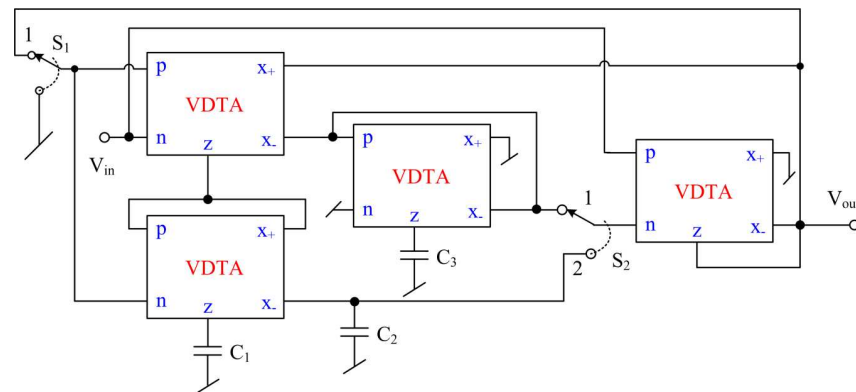 1
S1
p
x+
VDTA
n
z
x-
Vin
p
x+
VDTA
n
z
x-
C3
1
2
S2
p
x+
VDTA
n
z
x-
Vou
p
x+
VDTA
n
z
x-
C1
C2